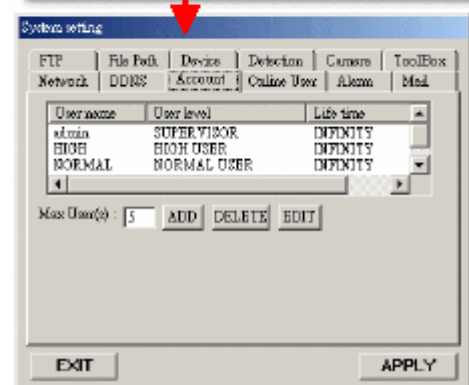 System setting
FTP File Path Device Detection Camera ToolBox
Network DDNS Account Online User Alarm Mail
User name User level Life time
admin SUPERVISOR INFINITY
HIGH HIGH USER INFINITY
NORMAL NORMAL USER INFINITY
Max User(s) : 5 ADD DELETE EDIT
EXIT APPLY